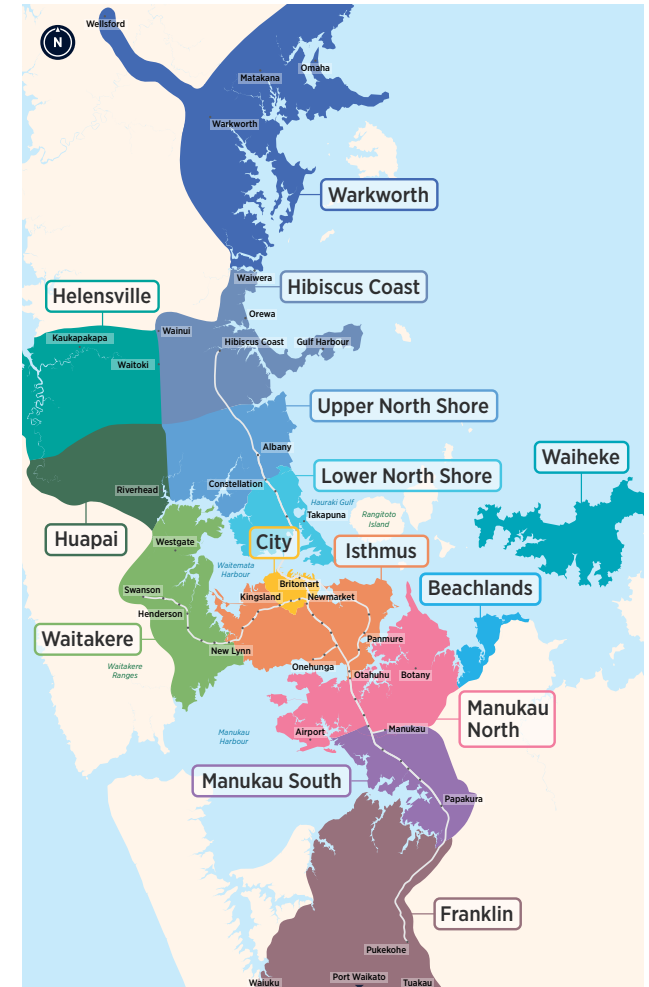 Wellsford
N
Omaha
Matakana
Warkworth
Warkworth
Waiwera
Hibiscus Coast
Helensville
Orewa
Wainui
Kaukapakapa
Hibiscus Coast
Gulf Harbour
Waitoki
Upper North Shore
Albany
Waiheke
Lower North Shore
Constellation
Riverhead
Hauraki Gulf
Takapuna
Rangitoto
Island
Huapai
Westgate
City
Isthmus
Waitemata
Harbour
Britomart
Beachlands
Swanson
Kingsland
Newmarket
Henderson
Waitakere
Panmure
New Lynn
Onehunga
Waitakere
Ranges
Otahuhu
Botany
Manukau
North
Manukau
Harbour
Airport
Manukau
Manukau South
Papakura
Franklin
Pukekohe
Waiuku
Port Waikato
Tuakau